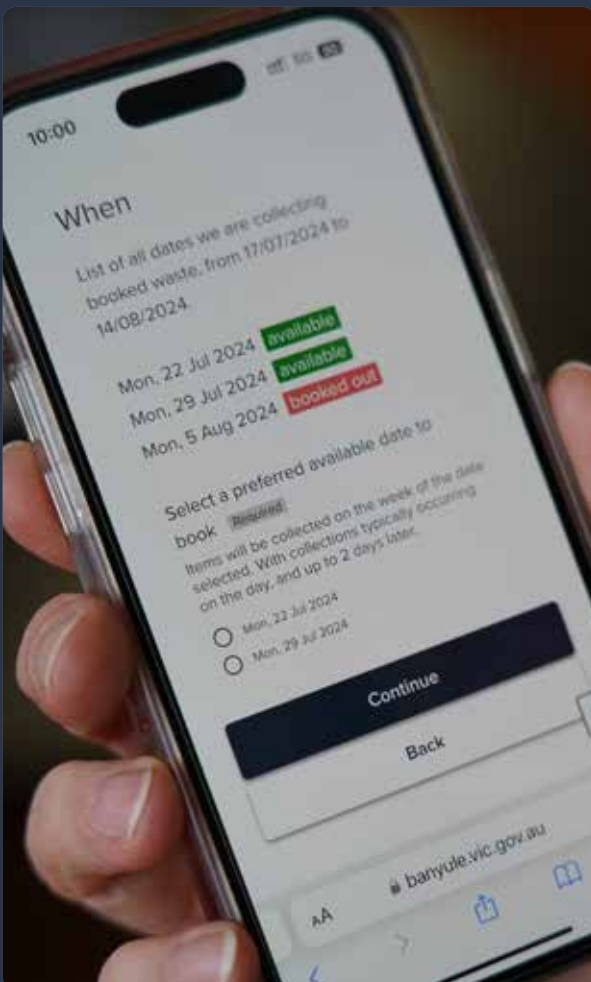 10:00
When
List of all dates we are collecting
booked waste, from 17/07/2024 to
14/08/2024.
Mon, 22 Jul 2024 available
Mon, 29 Jul 2024 available
Mon, 5 Aug 2024 booked out
Select a preferred available date to
book Required
Items will be collected on the week of the date
selected. With collections typically occurring
on the day, and up to 2 days later.
Mon, 22 Jul 2024
Mon, 29 Jul 2024
Continue
Back
AA banyule.vic.gov.au